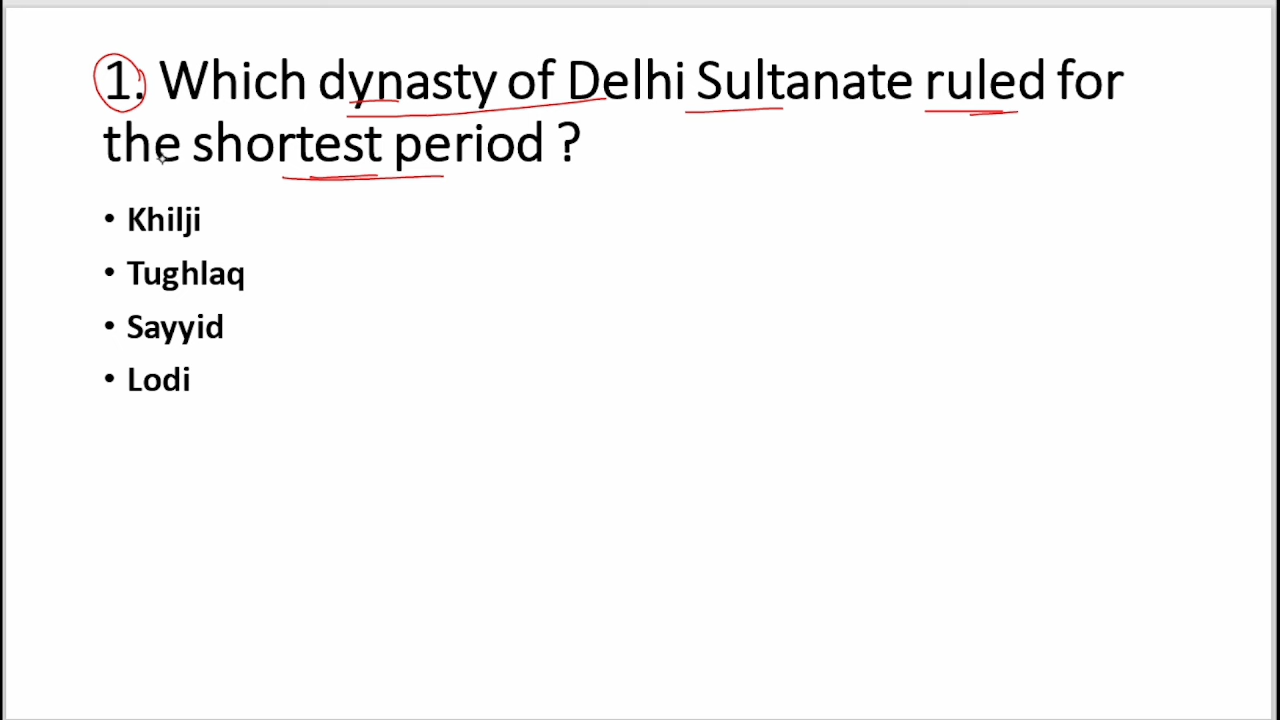 1. Which dynasty of Delhi Sultanate ruled for
the shortest period ?
• Khilji
• Tughlaq
• Sayyid
• Lodi